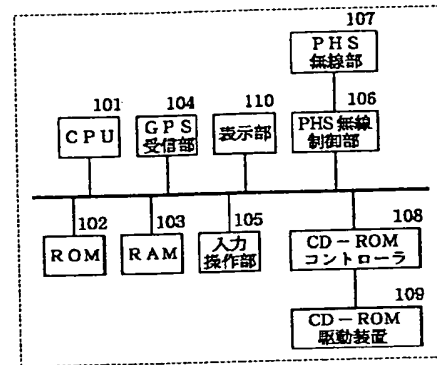 107
PHS
無線部
101
104
110
106
CPU
GPS
受信部
表示部
PHS無線
制御部
102
103
105
108
ROM
RAM
入力
操作部
CD-ROM
コントローラ
109
CD-ROM
駆動装置